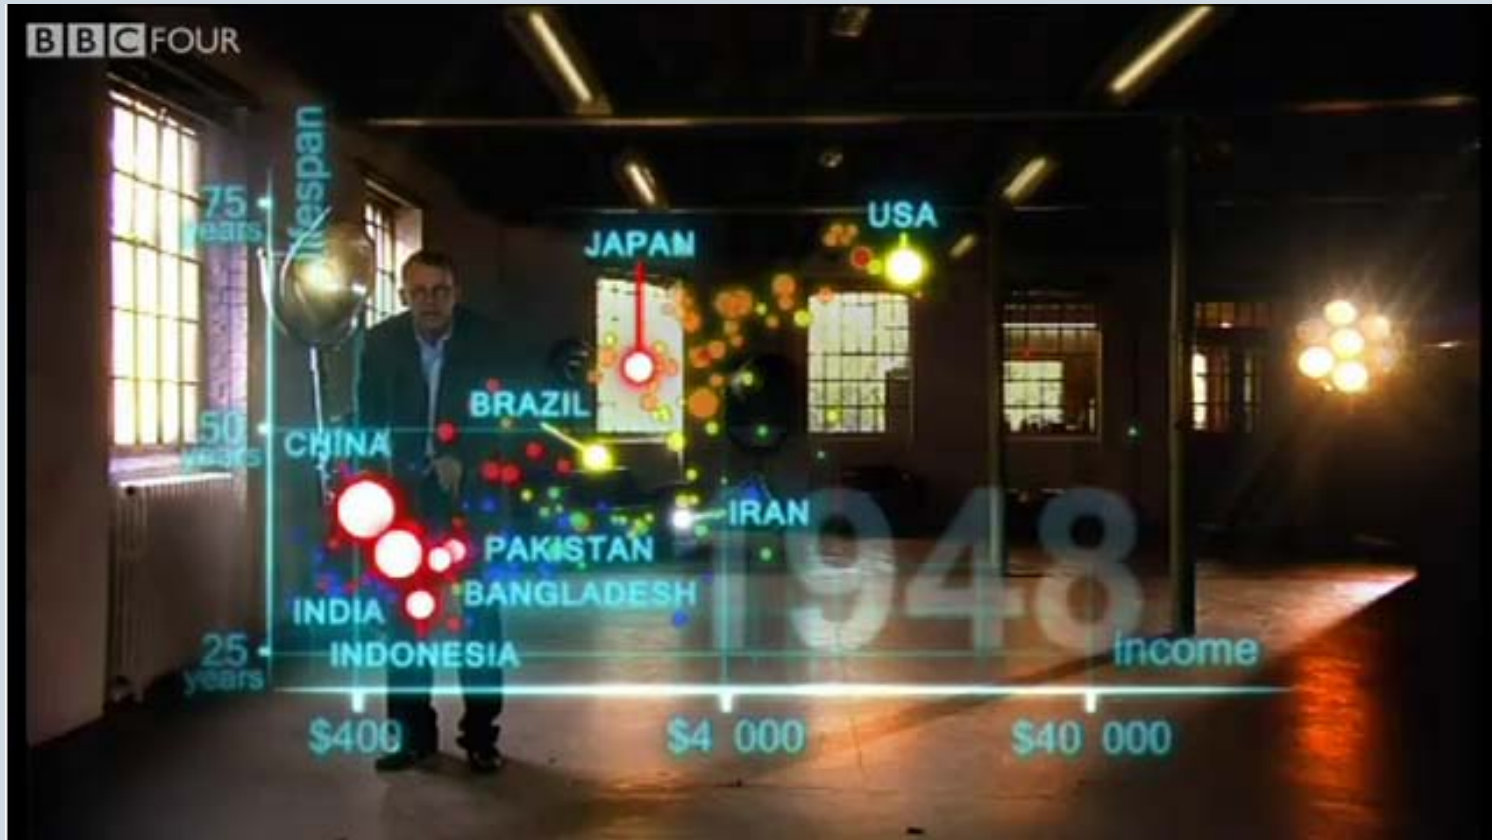 BBC FOUR
lifespan
75
years
USA
JAPAN
BRAZIL
50
years
CHINA
IRAN
1948
PAKISTAN
BANGLADESH
INDIA
INDONESIA
25
years
income
$400
$4 000
$40 000